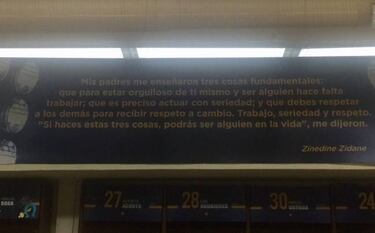 Mis padres me enseñaron tres cosas fundamentales:
que para estar orgulloso de ti mismo y ser alguien hace falta
trabajar; que es preciso actuar con seriedad; y que debes respetar
a los demás para recibir respeto a cambio. Trabajo, seriedad y respeto.
"Si haces estas tres cosas, podrás ser alguien en la vida", me dijeron.
Zinedine Zidane
27
28
30
24
ACOSTA